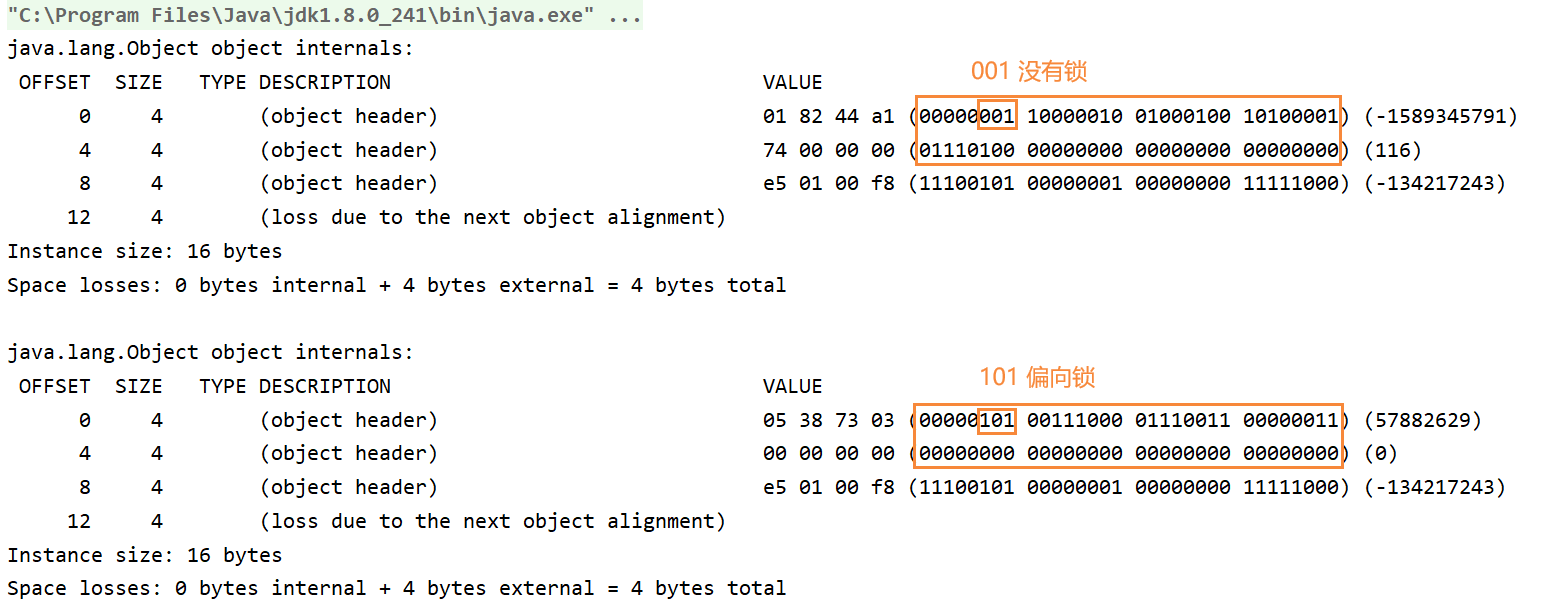 "C:\Program Files\Java\jdk1.8.0_241\bin\java.exe" ...
java.lang.Object object internals:
001 没有锁
OFFSET SIZE TYPE DESCRIPTION VALUE
0 4 (object header) 01 82 44 a1 (00000001 10000010 01000100 10100001) (-1589345791)
4 4 (object header) 74 00 00 00 (01110100 00000000 00000000 00000000) (116)
8 4 (object header) e5 01 00 f8 (11100101 00000001 00000000 11111000) (-134217243)
12 4 (loss due to the next object alignment)
Instance size: 16 bytes
Space losses: 0 bytes internal + 4 bytes external = 4 bytes total
java.lang.Object object internals:
101 偏向锁
OFFSET SIZE TYPE DESCRIPTION VALUE
0 4 (object header) 05 38 73 03 (00000101 00111000 01110011 00000011) (57882629)
4 4 (object header) 00 00 00 00 (00000000 00000000 00000000 00000000) (0)
8 4 (object header) e5 01 00 f8 (11100101 00000001 00000000 11111000) (-134217243)
12 4 (loss due to the next object alignment)
Instance size: 16 bytes
Space losses: 0 bytes internal + 4 bytes external = 4 bytes total